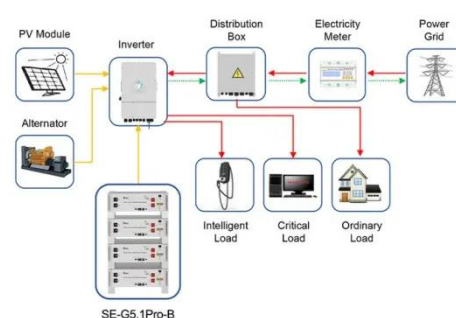 PV Module
Inverter
Distribution
Box
Electricity
Meter
Power
Grid
Alternator
Intelligent
Load
Critical
Load
Ordinary
Load
SE-G5.1Pro-B